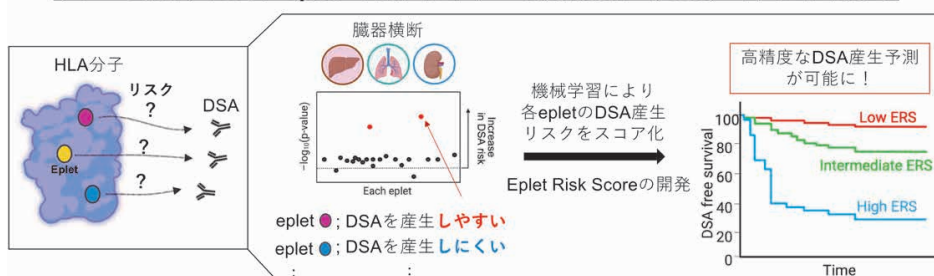 HLA分子
リスク
?
DSA
?
Eplet
?
臓器横断
–log₁₀(p-value)
Increase
in DSA risk
Each eplet
eplet ; DSAを産生しやすい
eplet ; DSAを産生しにくい
:
:
機械学習により
各epletのDSA産生
リスクをスコア化
Eplet Risk Scoreの開発
高精度なDSA産生予測
が可能に！
DSA free survival
100
80
60
40
20
0
Low ERS
Intermediate ERS
High ERS
Time